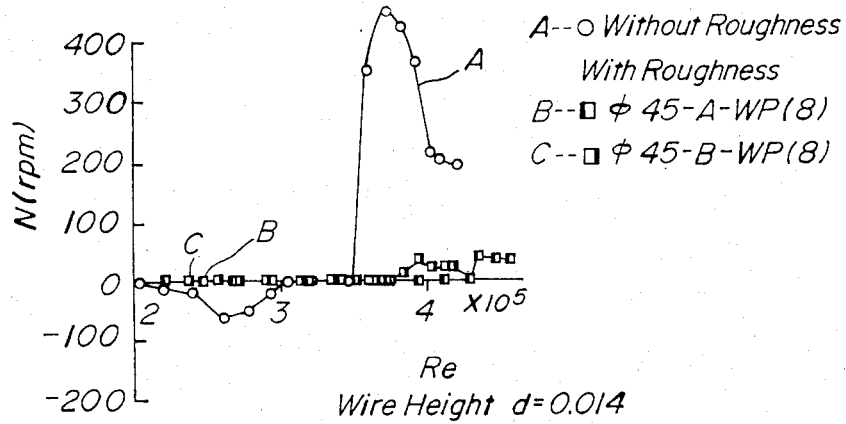 A--○ Without Roughness
With Roughness
B--◧ φ 45-A-WP(8)
C--◨ φ 45-B-WP(8)
N(rpm)
400
300
200
100
0
-100
-200
A
B
C
2
3
4
×10⁵
Re
Wire Height d=0.014